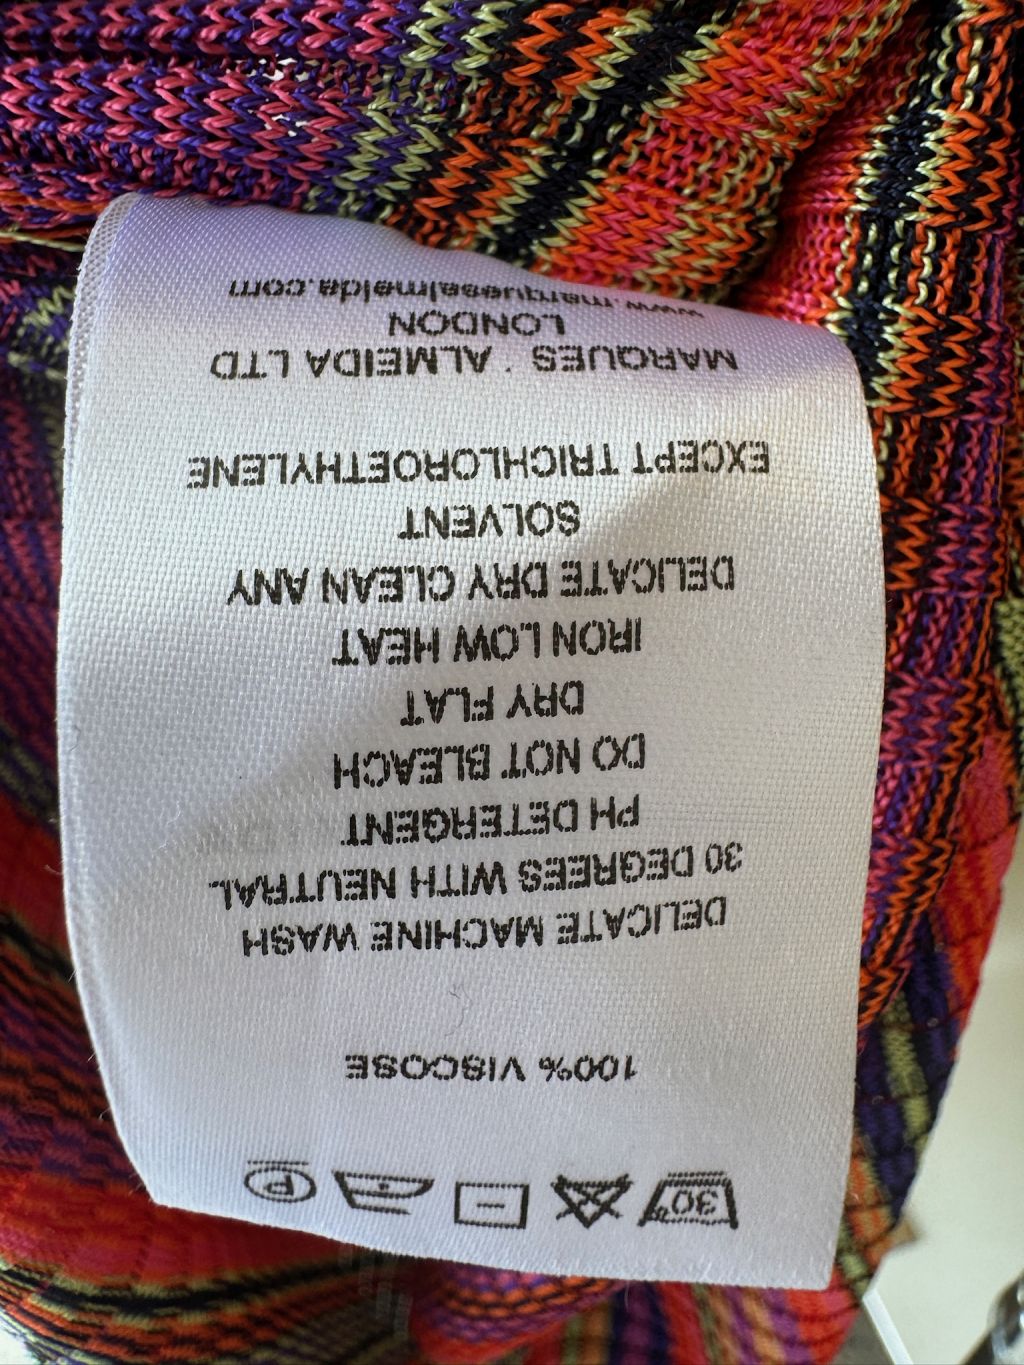 30°
P
100% VISCOSE
DELICATE MACHINE WASH
30 DEGREES WITH NEUTRAL
PH DETERGENT
DO NOT BLEACH
DRY FLAT
IRON LOW HEAT
DELICATE DRY CLEAN ANY
SOLVENT
EXCEPT TRICHLOROETHYLENE
MARQUES ' ALMEIDA LTD
LONDON
www.marquesalmeida.com